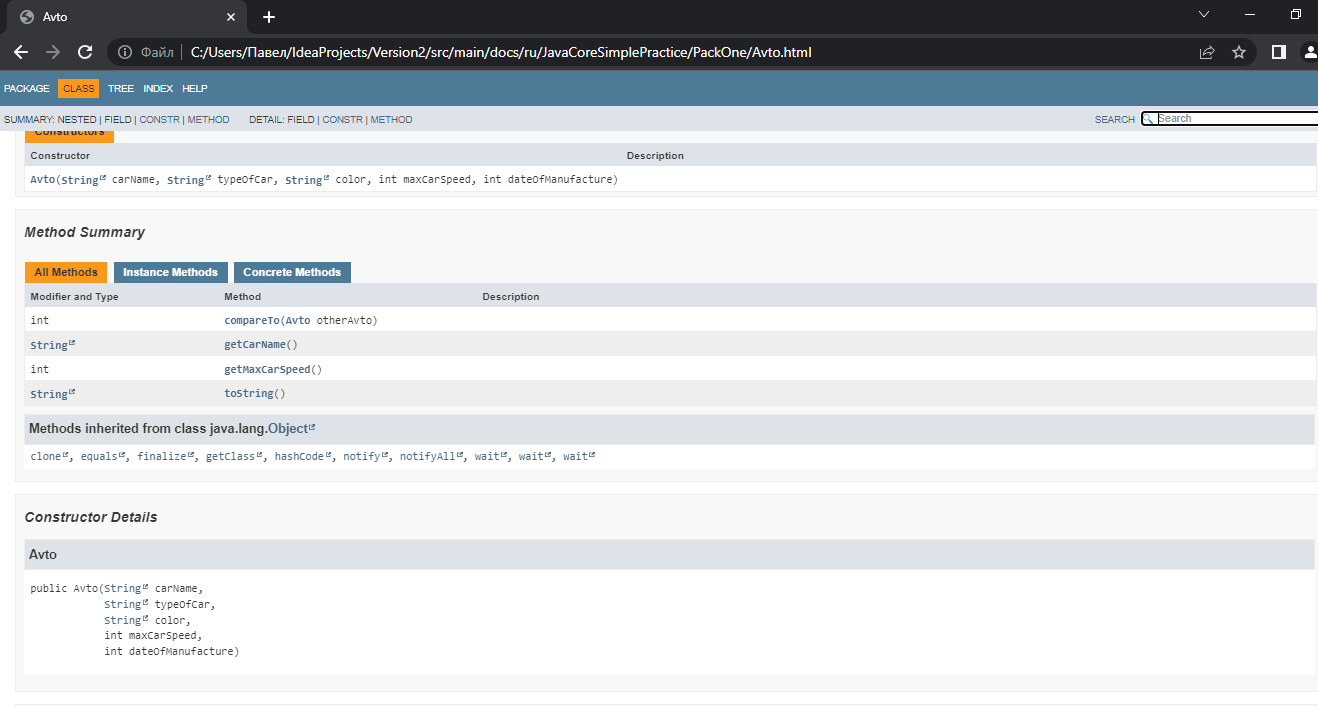 Avto
Файл C:/Users/Павел/IdeaProjects/Version2/src/main/docs/ru/JavaCoreSimplePractice/PackOne/Avto.html
PACKAGE CLASS TREE INDEX HELP
SUMMARY: NESTED | FIELD | CONSTR | METHOD DETAIL: FIELD | CONSTR | METHOD SEARCH Search
Constructors
Constructor Description
Avto(String carName, String typeOfCar, String color, int maxCarSpeed, int dateOfManufacture)
Method Summary
All Methods Instance Methods Concrete Methods
Modifier and Type Method Description
int compareTo(Avto otherAvto)
String getCarName()
int getMaxCarSpeed()
String toString()
Methods inherited from class java.lang.Object
clone, equals, finalize, getClass, hashCode, notify, notifyAll, wait, wait, wait
Constructor Details
Avto
public Avto(String carName,
String typeOfCar,
String color,
int maxCarSpeed,
int dateOfManufacture)